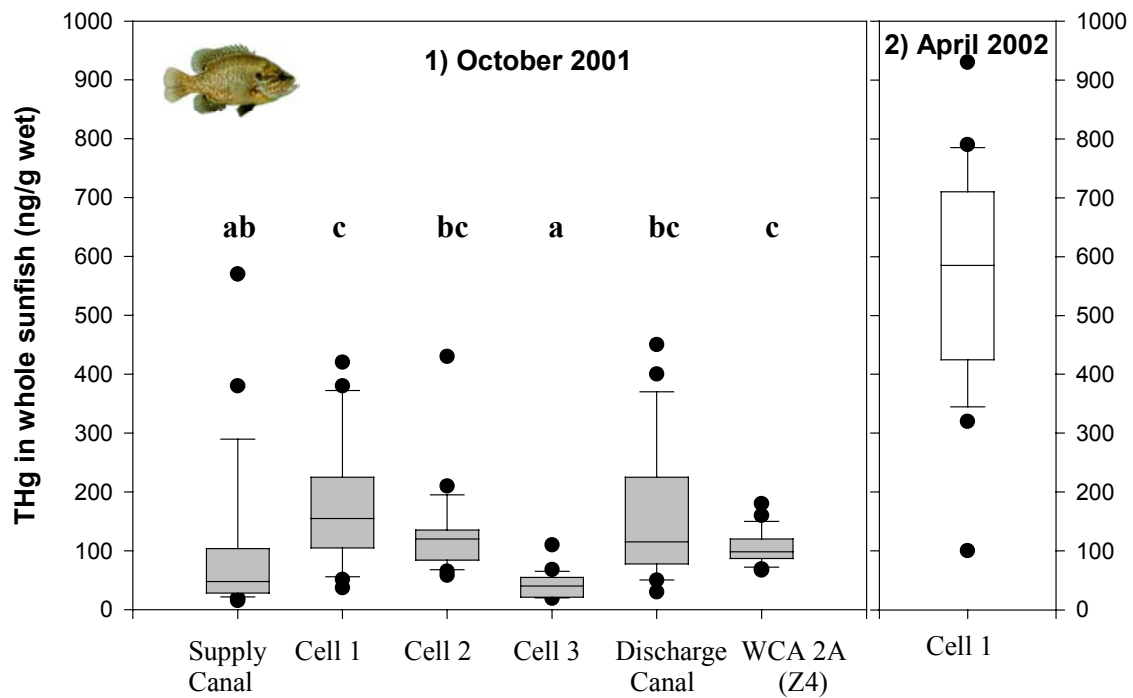 1) October 2001
2) April 2002
THg in whole sunfish (ng/g wet)
1000
900
800
700
600
500
400
300
200
100
0
ab c bc a bc c
1000
900
800
700
600
500
400
300
200
100
0
Supply Canal
Cell 1
Cell 2
Cell 3
Discharge Canal
WCA 2A (Z4)
Cell 1